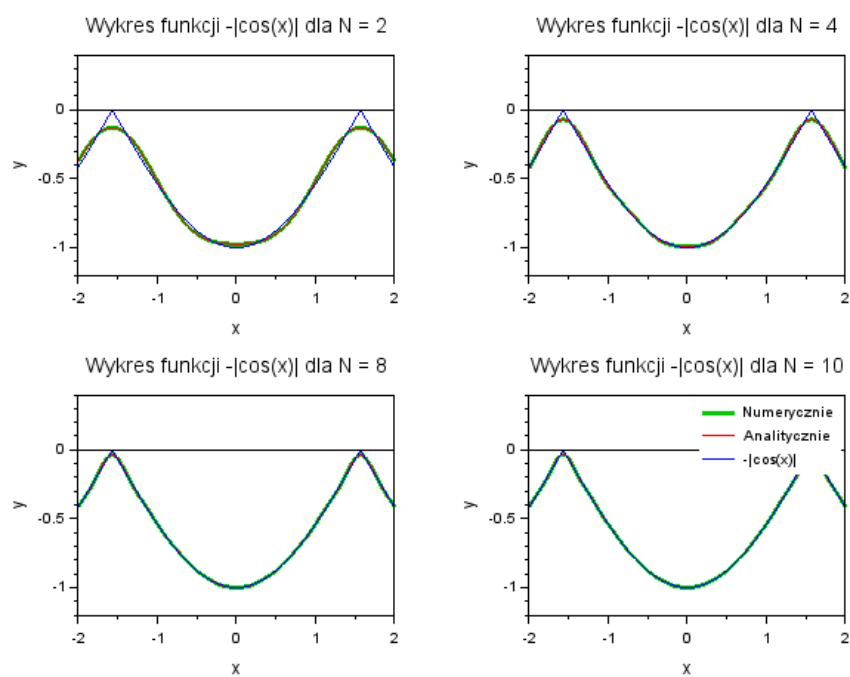 Wykres funkcji -|cos(x)| dla N = 2
0
-0.5
-1
y
-2 -1 0 1 2
x
Wykres funkcji -|cos(x)| dla N = 4
0
-0.5
-1
y
-2 -1 0 1 2
x
Wykres funkcji -|cos(x)| dla N = 8
0
-0.5
-1
y
-2 -1 0 1 2
x
Wykres funkcji -|cos(x)| dla N = 10
Numerycznie
Analitycznie
-|cos(x)|
0
-0.5
-1
y
-2 -1 0 1 2
x